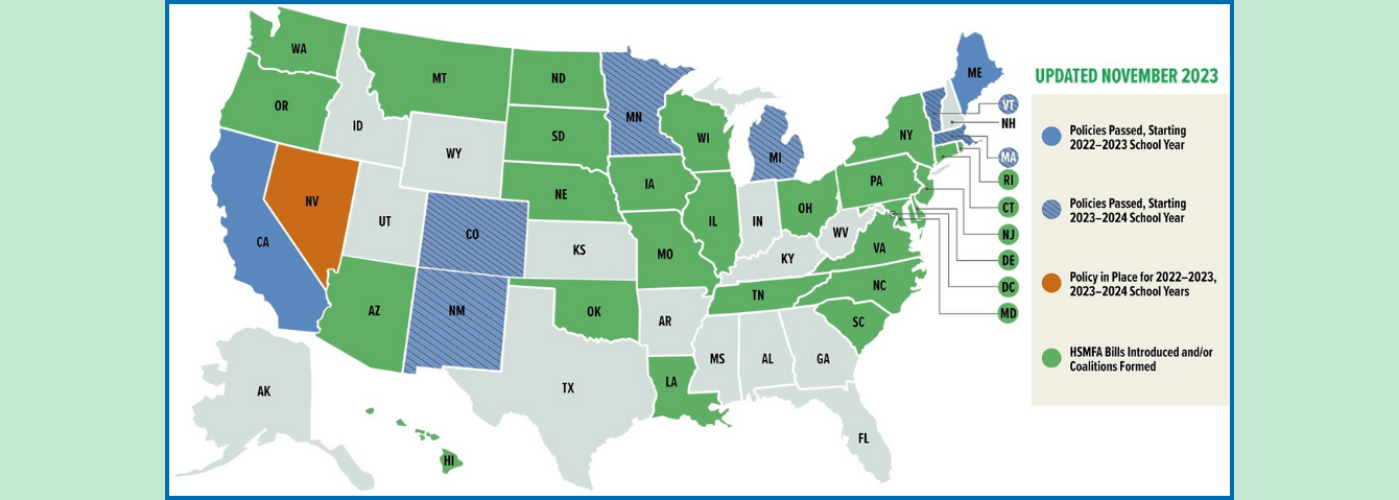 WA
MT
ND
MN
ME
OR
ID
SD
WI
MI
NY
VT
NH
MA
WY
NE
IA
PA
RI
NV
UT
CO
IL
IN
OH
CT
CA
KS
MO
WV
VA
NJ
KY
DE
AZ
NM
OK
AR
TN
NC
DC
SC
MD
TX
LA
MS
AL
GA
AK
FL
HI
UPDATED NOVEMBER 2023
Policies Passed, Starting
2022–2023 School Year
Policies Passed, Starting
2023–2024 School Year
Policy in Place for 2022–2023,
2023–2024 School Years
HSMFA Bills Introduced and/or
Coalitions Formed